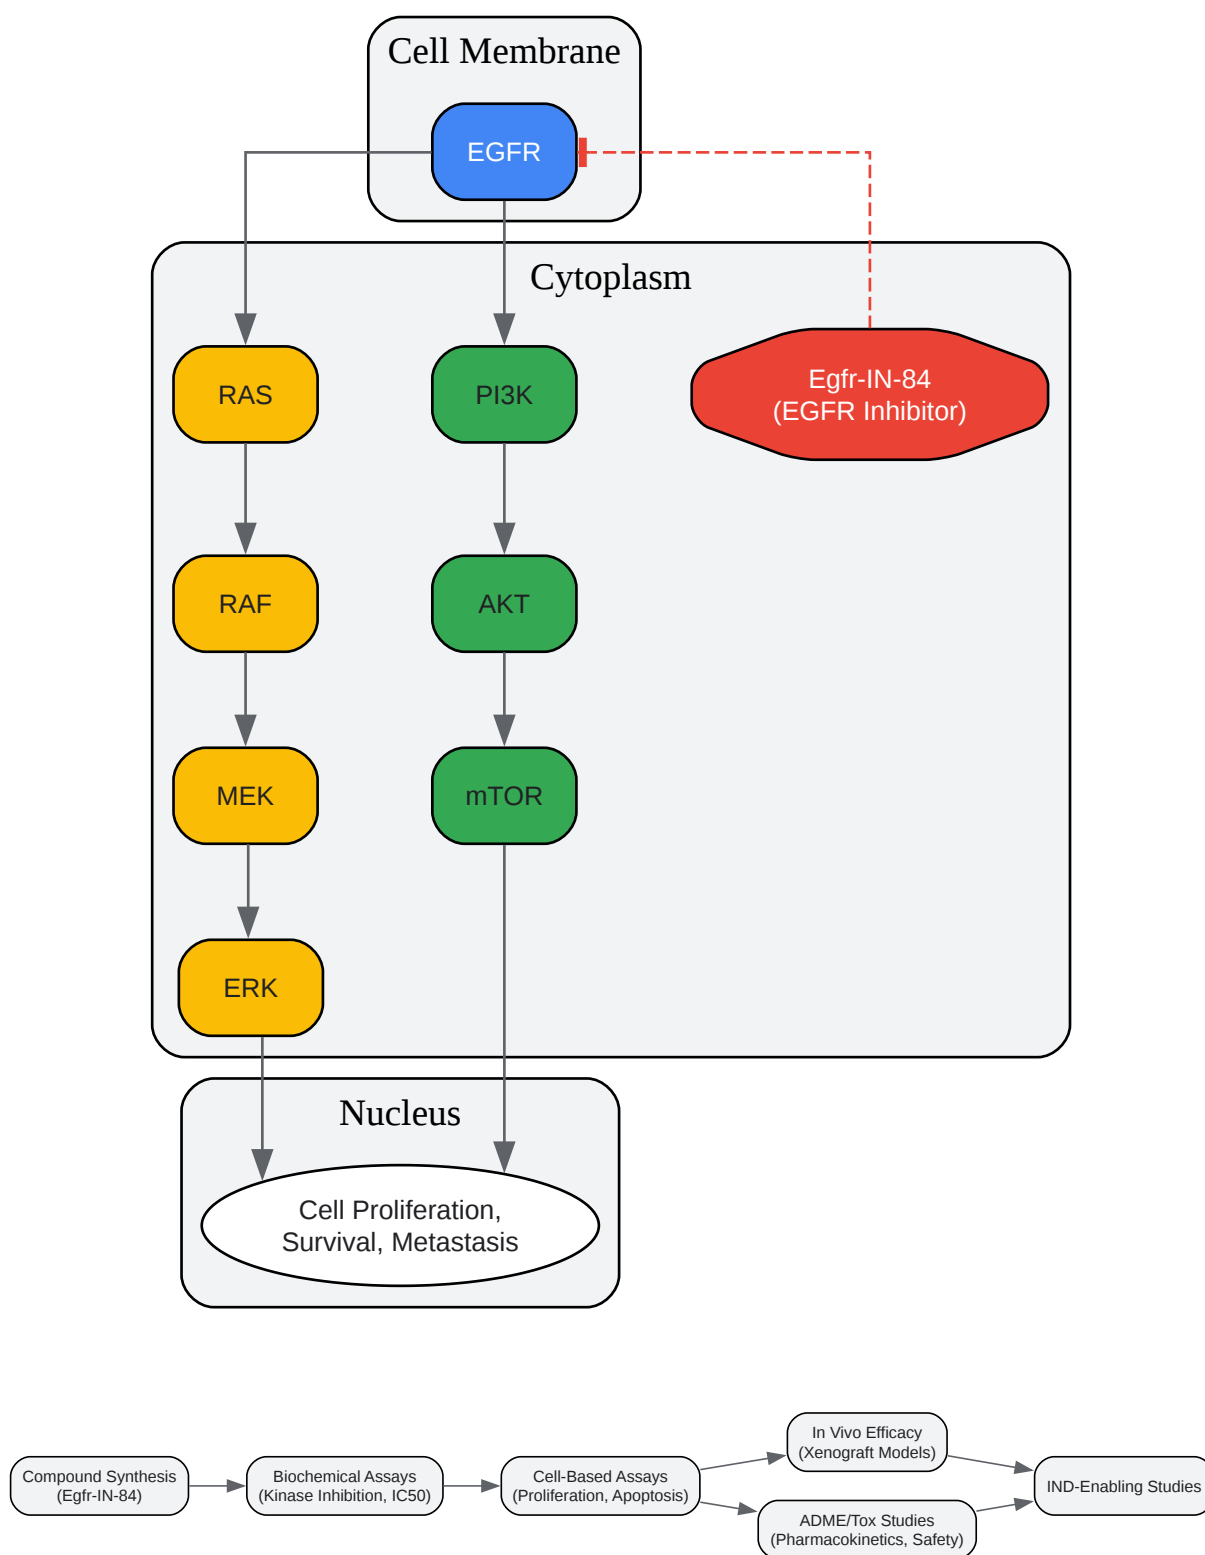 Cell Membrane
EGFR
Cytoplasm
RAS
PI3K
Egfr-IN-84
(EGFR Inhibitor)
RAF
AKT
MEK
mTOR
ERK
Nucleus
Cell Proliferation,
Survival, Metastasis
Compound Synthesis
(Egfr-IN-84)
Biochemical Assays
(Kinase Inhibition, IC50)
Cell-Based Assays
(Proliferation, Apoptosis)
In Vivo Efficacy
(Xenograft Models)
ADME/Tox Studies
(Pharmacokinetics, Safety)
IND-Enabling Studies